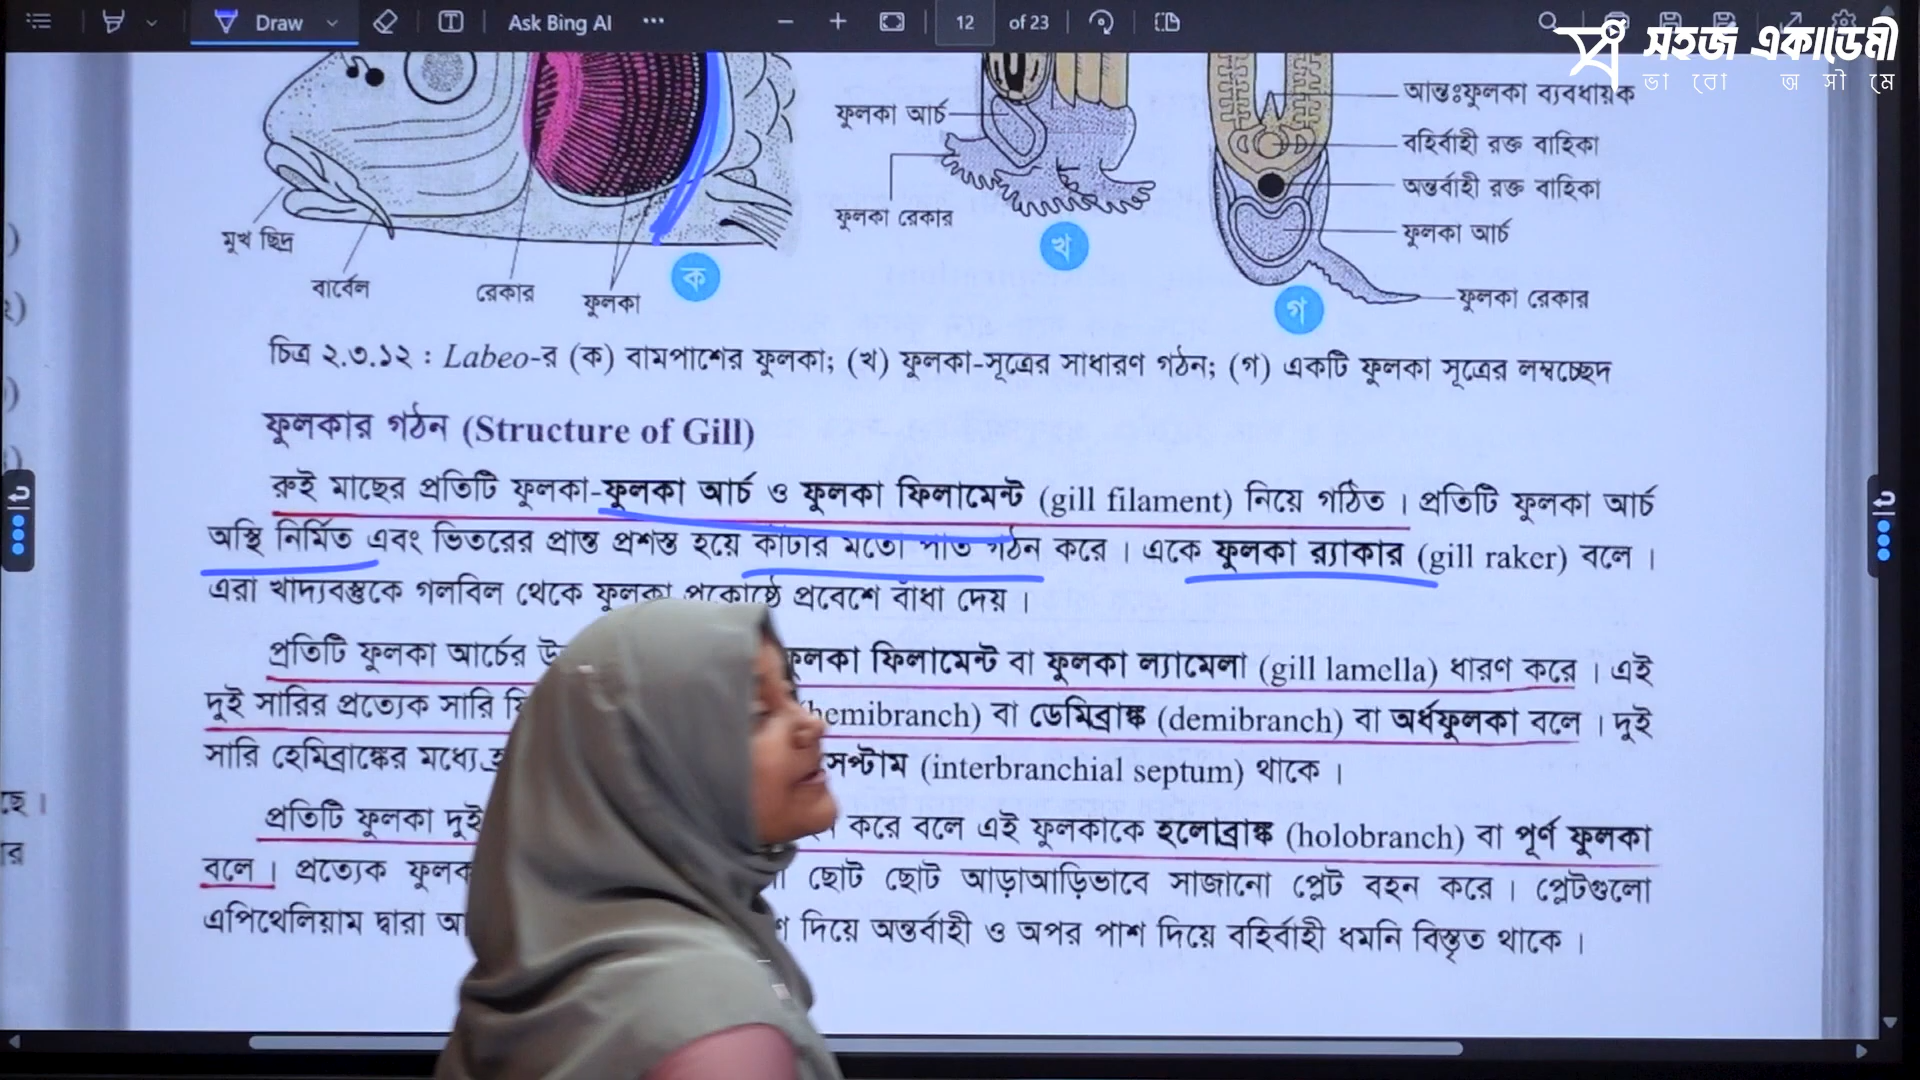 Draw
Ask Bing AI
12 of 23
সহজ একাডেমী
ভাবো অসীমে
ফুলকা আর্চ
ফুলকা রেকার
খ
আন্তঃফুলকা ব্যবধায়ক
বহির্বাহী রক্ত বাহিকা
অন্তর্বাহী রক্ত বাহিকা
ফুলকা আর্চ
ফুলকা রেকার
গ
মুখ ছিদ্র
বার্বেল
রেকার
ফুলকা
ক
চিত্র ২.৩.১২ : Labeo-র (ক) বামপাশের ফুলকা; (খ) ফুলকা-সূত্রের সাধারণ গঠন; (গ) একটি ফুলকা সূত্রের লম্বচ্ছেদ
ফুলকার গঠন (Structure of Gill)
রুই মাছের প্রতিটি ফুলকা-ফুলকা আর্চ ও ফুলকা ফিলামেন্ট (gill filament) নিয়ে গঠিত । প্রতিটি ফুলকা আর্চ
অস্থি নির্মিত এবং ভিতরের প্রান্ত প্রশস্ত হয়ে কাঁটার মতো পাত গঠন করে । একে ফুলকা র‍্যাকার (gill raker) বলে ।
এরা খাদ্যবস্তুকে গলবিল থেকে ফুলকা প্রকোষ্ঠে প্রবেশে বাঁধা দেয় ।
প্রতিটি ফুলকা আর্চের ফুলকা ফিলামেন্ট বা ফুলকা ল্যামেলা (gill lamella) ধারণ করে । এই
দুই সারির প্রত্যেক সারি (hemibranch) বা ডেমিব্রাঙ্ক (demibranch) বা অর্ধফুলকা বলে । দুই
সারি হেমিব্রাঙ্কের মধ্যে সেপ্টাম (interbranchial septum) থাকে ।
প্রতিটি ফুলকা দুই করে বলে এই ফুলকাকে হলোব্রাঙ্ক (holobranch) বা পূর্ণ ফুলকা
বলে । প্রত্যেক ছোট ছোট আড়াআড়িভাবে সাজানো প্লেট বহন করে । প্লেটগুলো
এপিথেলিয়াম দ্বারা দিয়ে অন্তর্বাহী ও অপর পাশ দিয়ে বহির্বাহী ধমনি বিস্তৃত থাকে ।